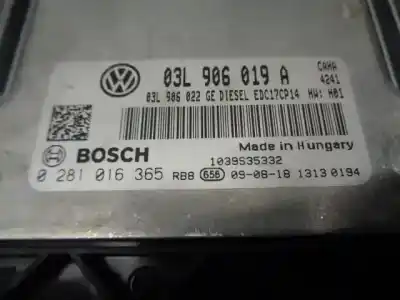 03L 906 019 A
CAHA
4241
03L 906 022 GE DIESEL EDC17CP14 HW: H01
BOSCH
Made in Hungary
1039S35332
0 281 016 365 RBB 656 09-08-18 1313 0194